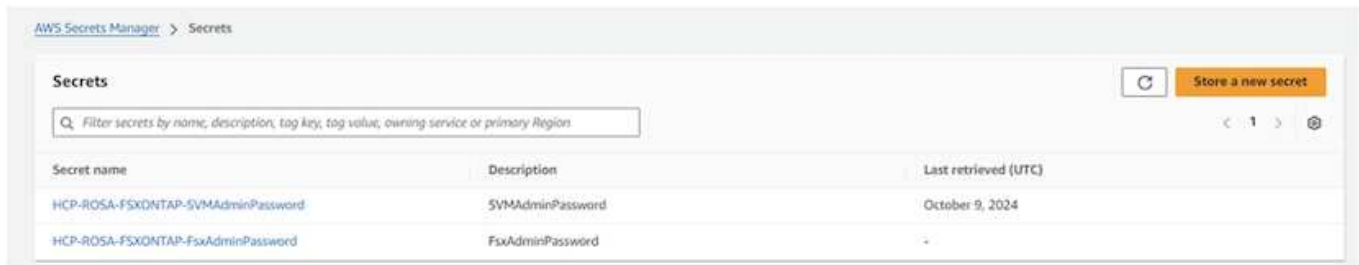 AWS Secrets Manager > Secrets
Secrets
Store a new secret
Filter secrets by name, description, tag key, tag value, owning service or primary Region
< 1 >
Secret name Description Last retrieved (UTC)
HCP-ROSA-FSXONTAP-SVMAdminPassword SVMAdminPassword October 9, 2024
HCP-ROSA-FSXONTAP-FsxAdminPassword FsxAdminPassword -